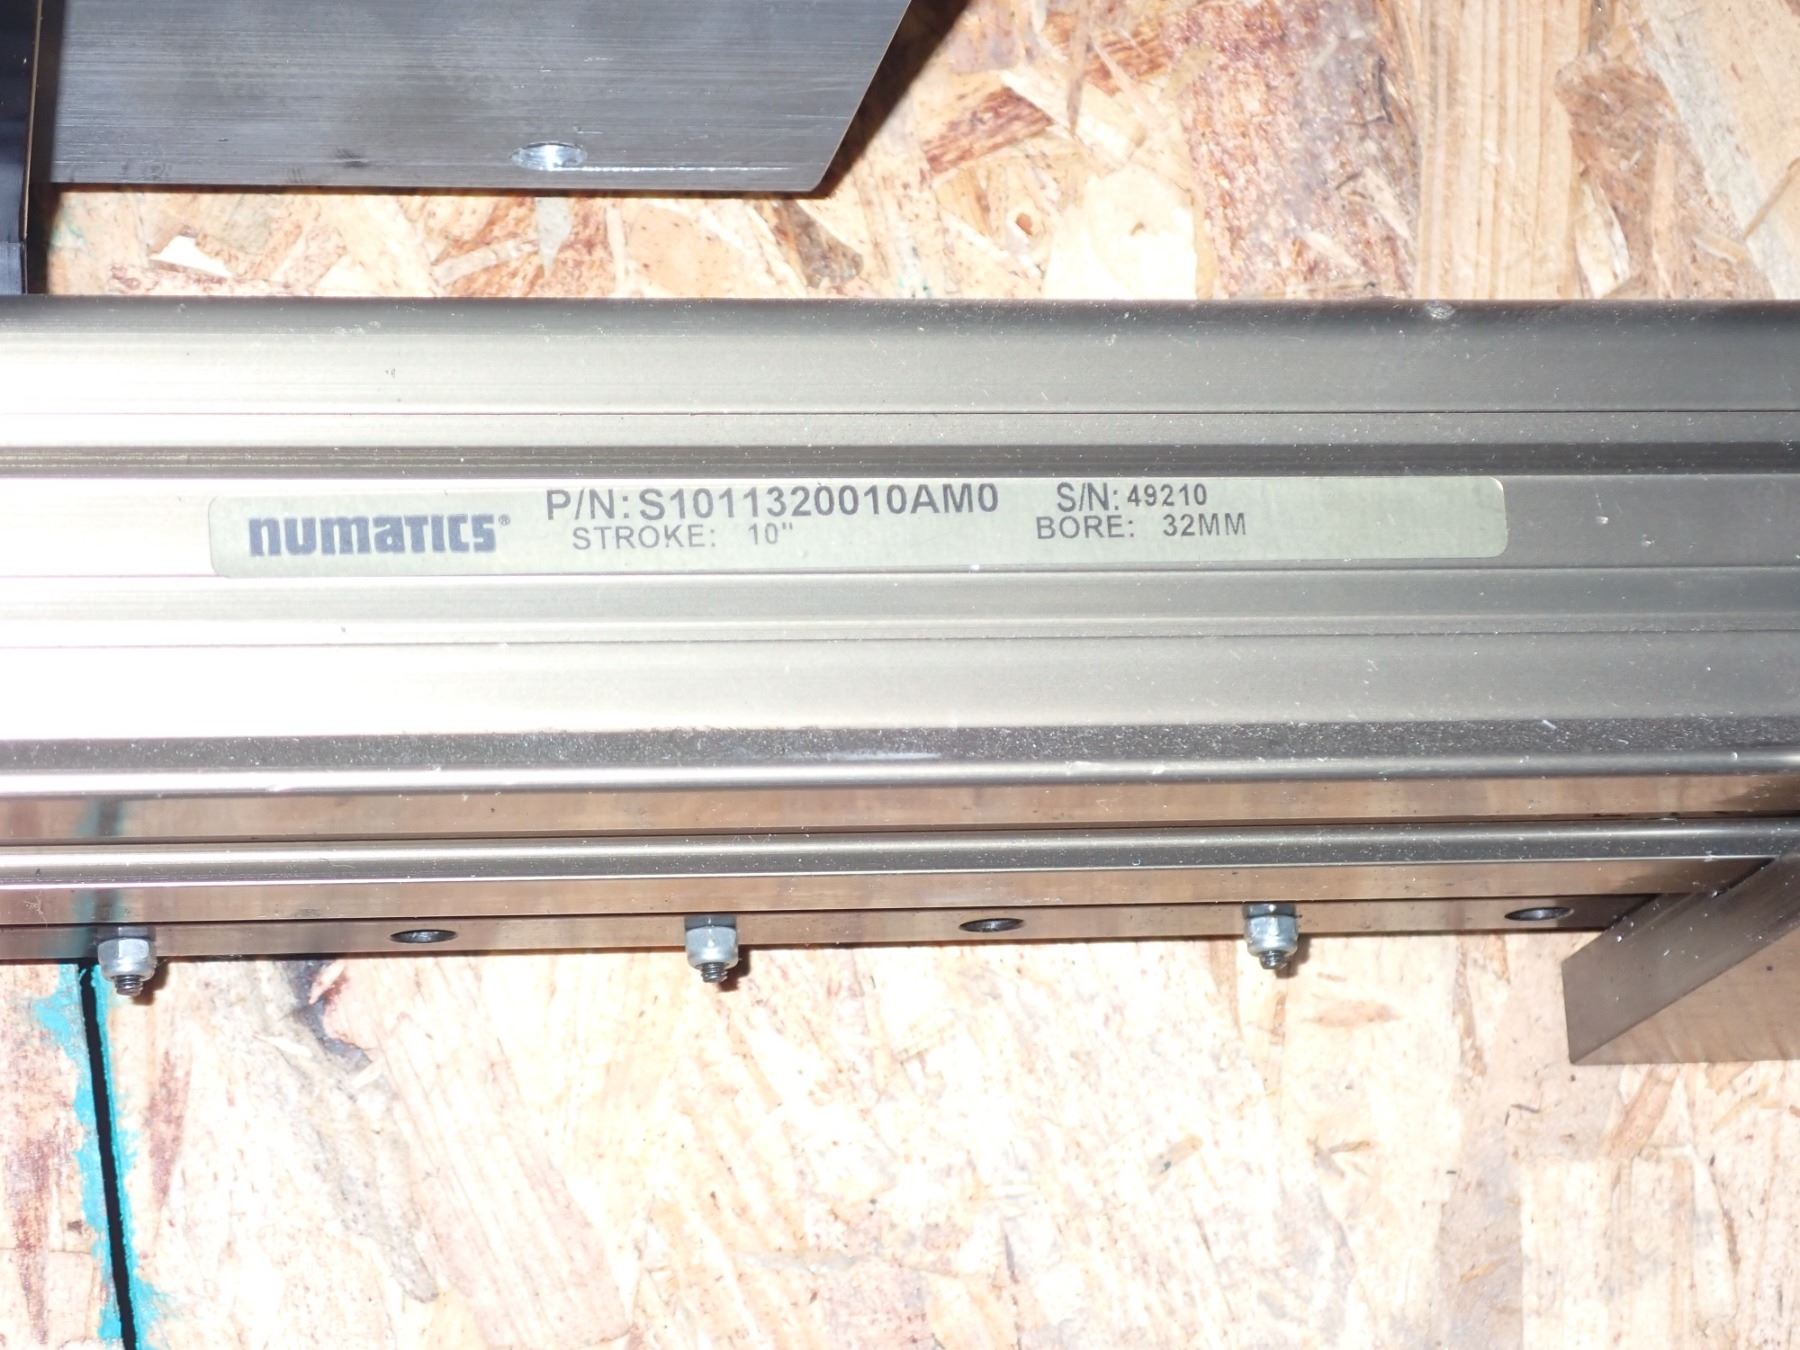 numatics® P/N: S1011320010AM0 S/N: 49210
STROKE: 10" BORE: 32MM